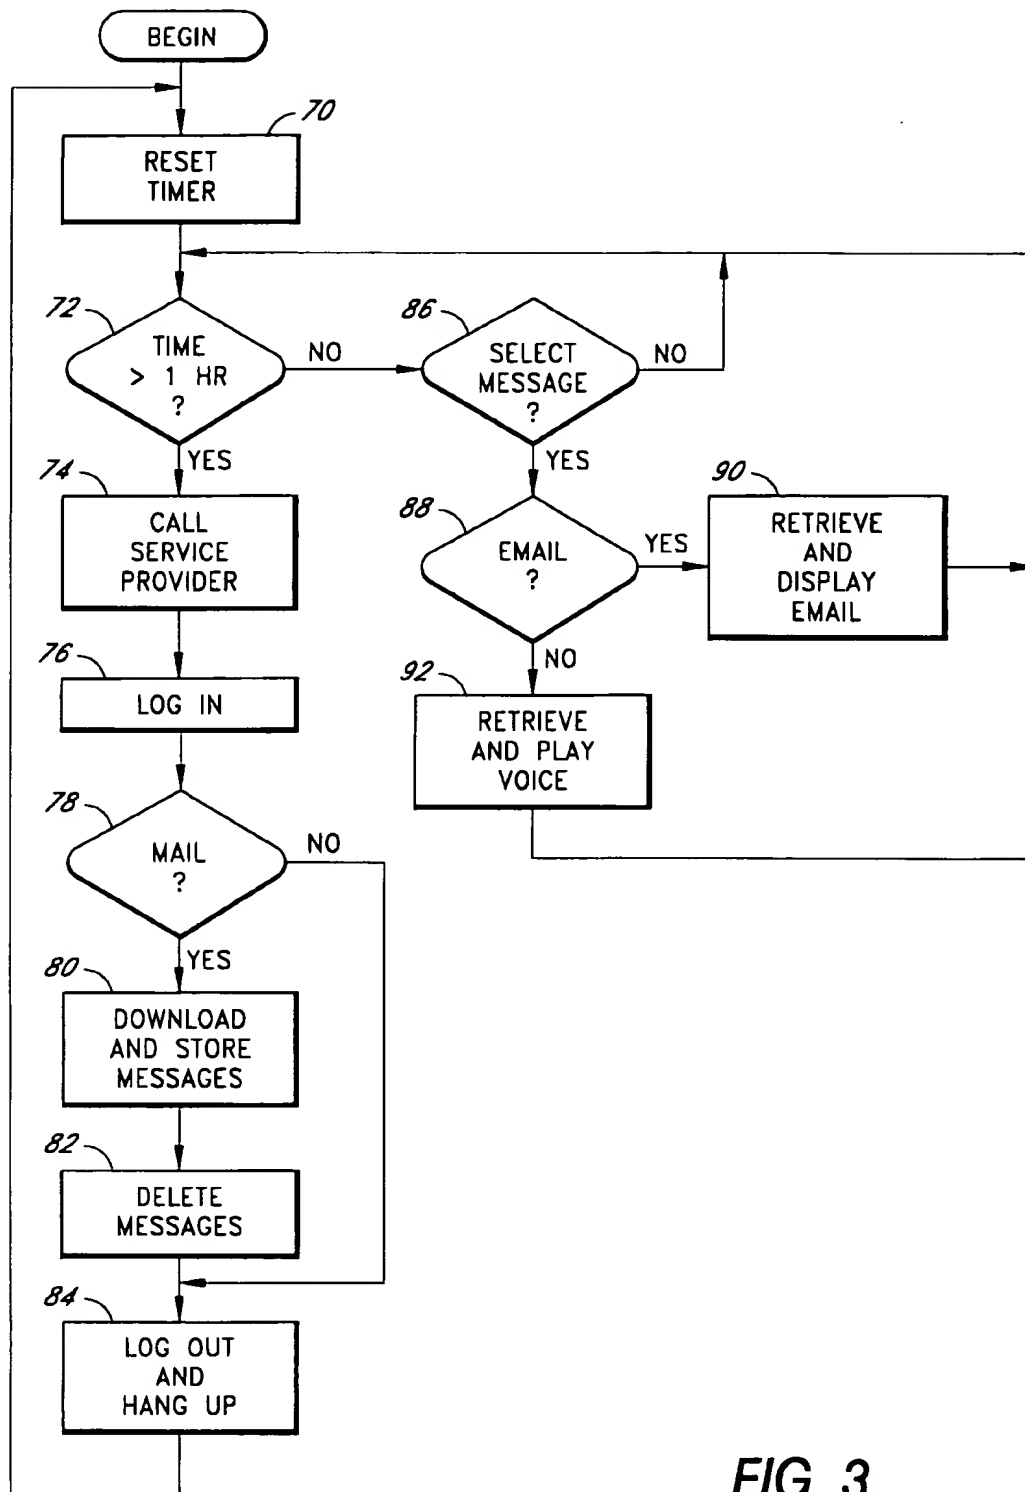 BEGIN
70
RESET
TIMER
72
TIME
> 1 HR
?
NO
YES
86
SELECT
MESSAGE
?
NO
YES
74
CALL
SERVICE
PROVIDER
88
EMAIL
?
YES
NO
90
RETRIEVE
AND
DISPLAY
EMAIL
76
LOG IN
92
RETRIEVE
AND PLAY
VOICE
78
MAIL
?
NO
YES
80
DOWNLOAD
AND STORE
MESSAGES
82
DELETE
MESSAGES
84
LOG OUT
AND
HANG UP
FIG. 3